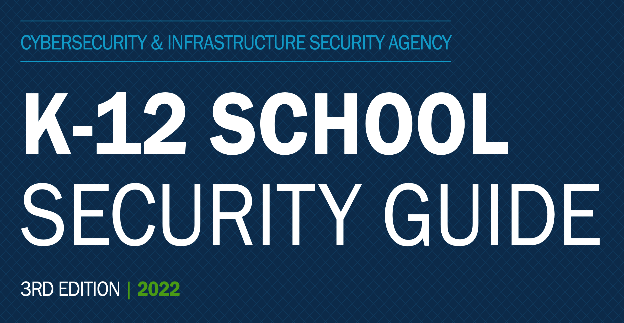 CYBERSECURITY & INFRASTRUCTURE SECURITY AGENCY
K-12 SCHOOL
SECURITY GUIDE
3RD EDITION | 2022